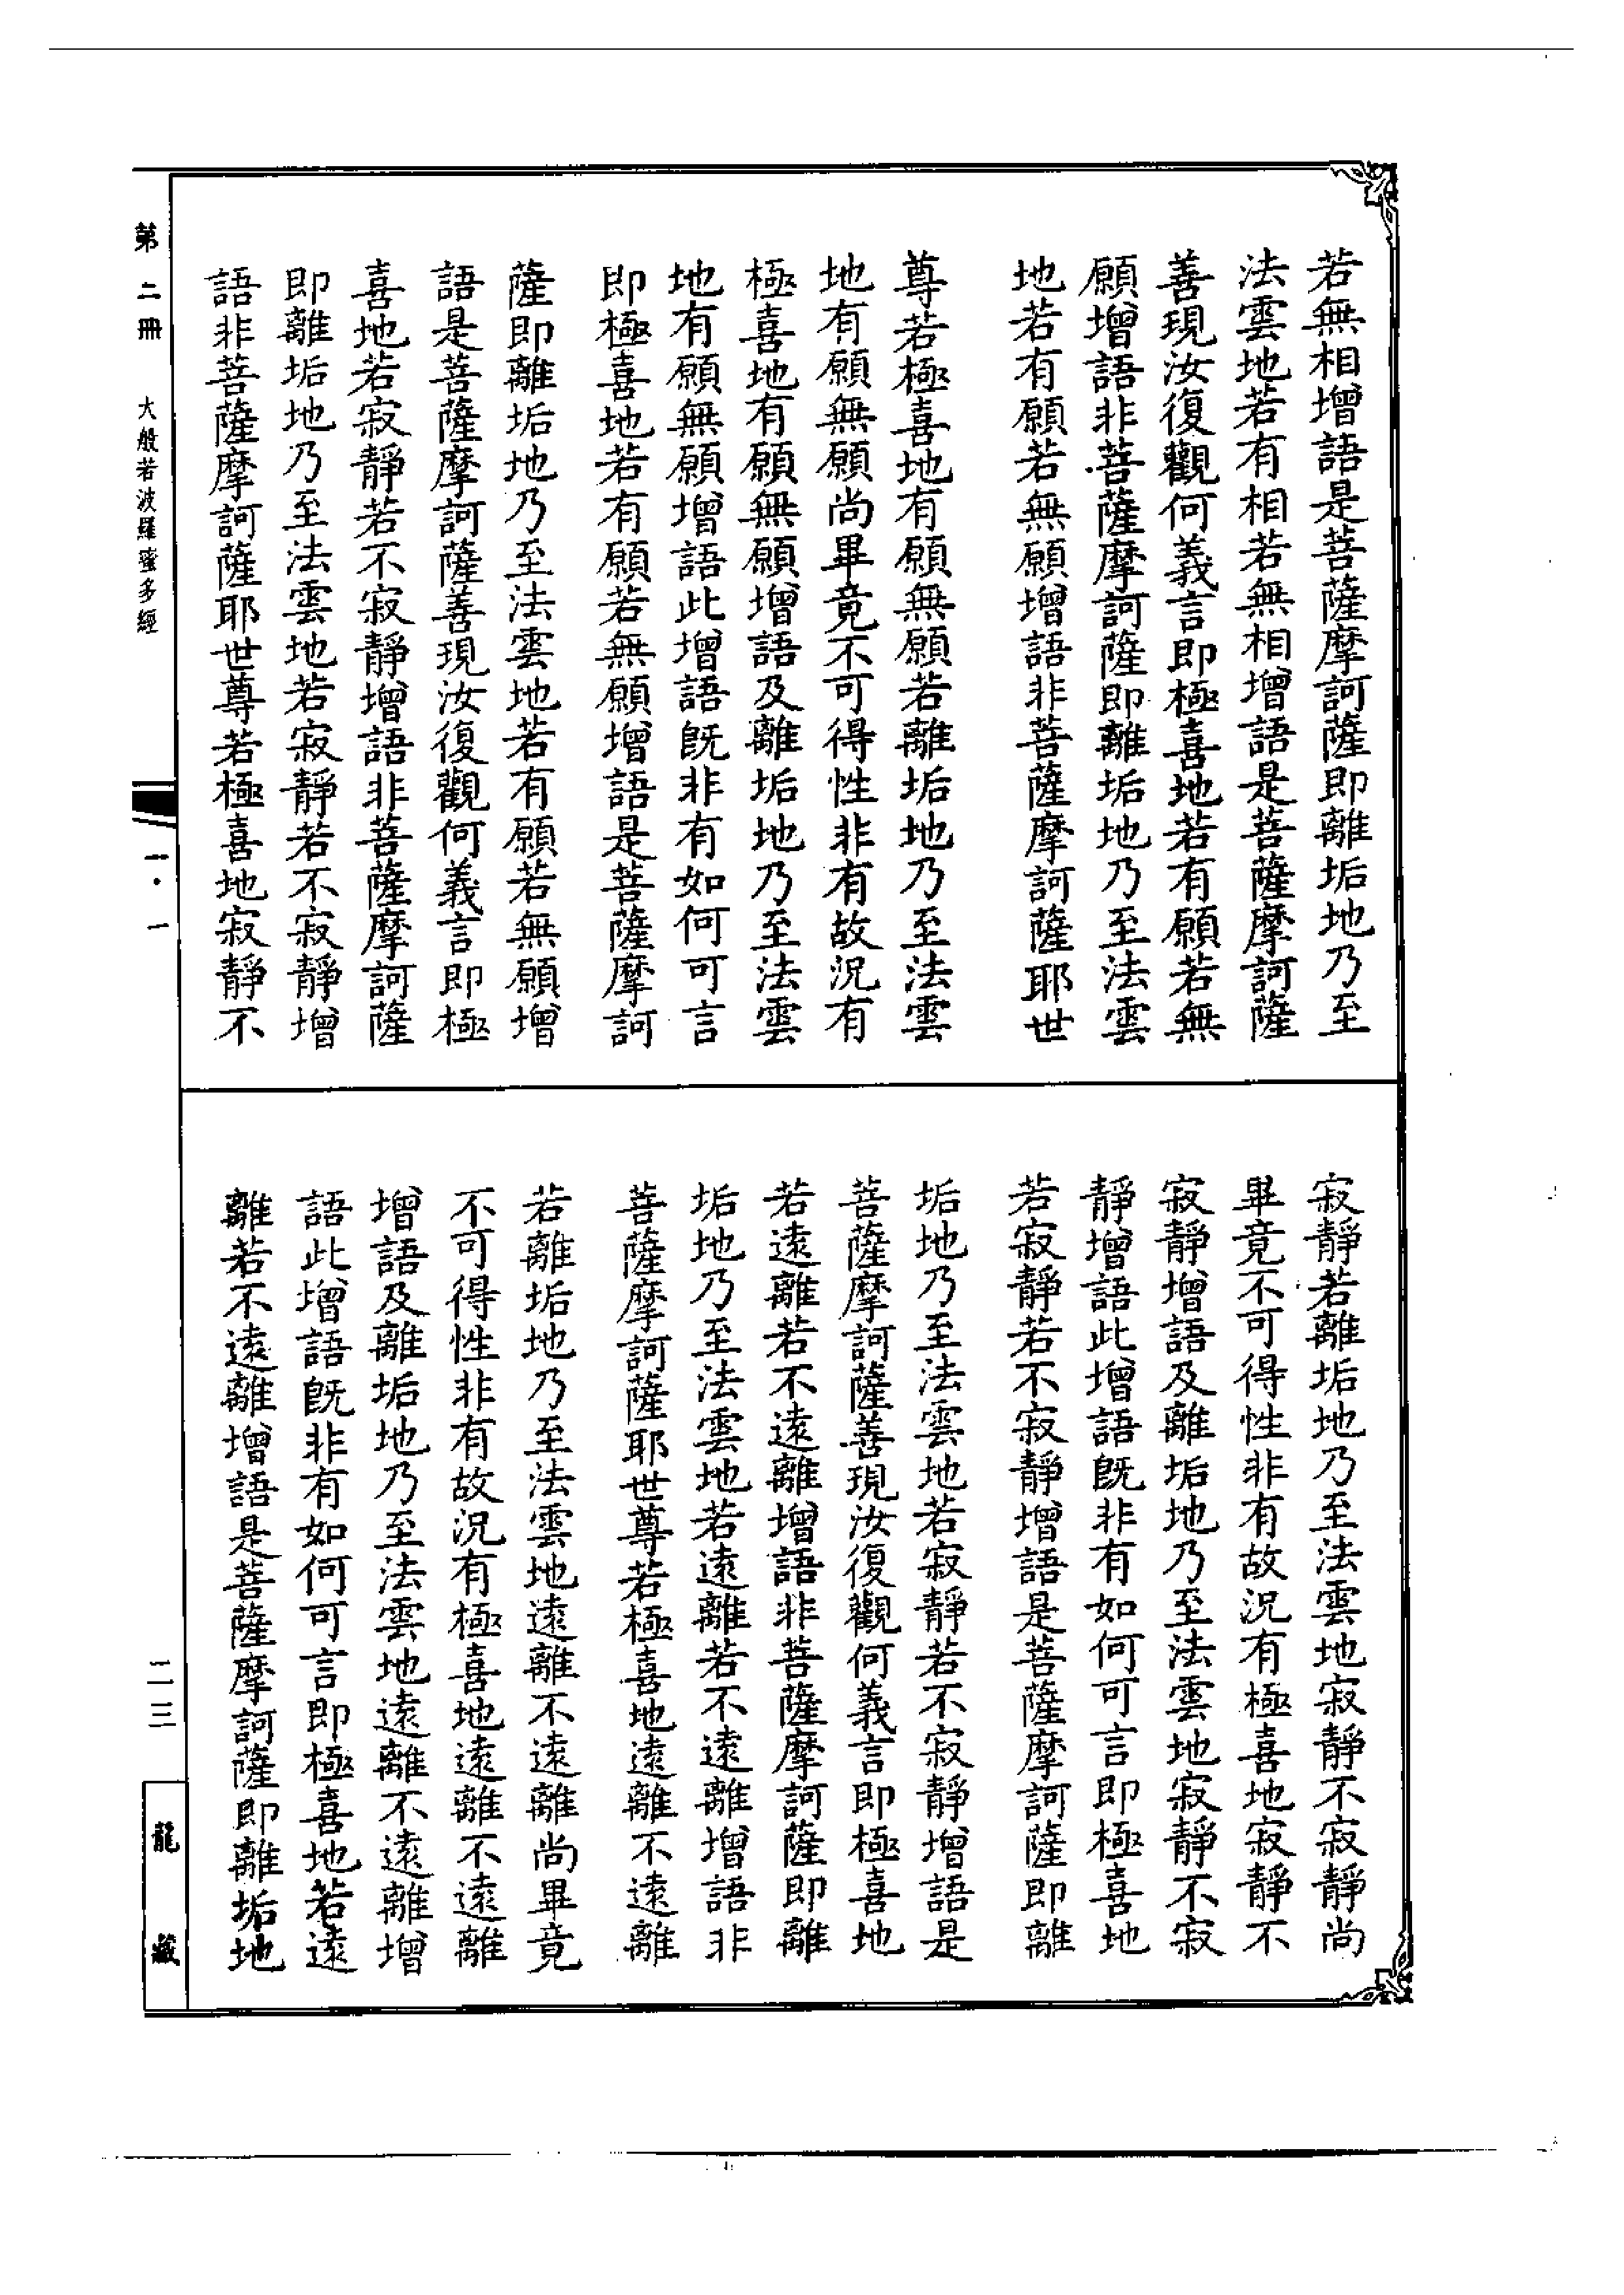 若無相增語是菩薩摩訶薩即離垢地乃至
法雲地若有相若無相增語是菩薩摩訶薩
善現汝復觀何義言即極喜地若有願若無
願增語非菩薩摩訶薩即離垢地乃至法雲
地若有願若無願增語非菩薩摩訶薩耶世
尊若極喜地有願無願若離垢地乃至法雲
地有願無願尚畢竟不可得性非有故況有
極喜地有願無願增語及離垢地乃至法雲
地有願無願增語此增語既非有如何可言
即極喜地若有願若無願增語是菩薩摩訶
薩即離垢地乃至法雲地若有願若無願增
語是菩薩摩訶薩善現汝復觀何義言即極
喜地若寂靜若不寂靜增語非菩薩摩訶薩
即離垢地乃至法雲地若寂靜若不寂靜增
語非菩薩摩訶薩耶世尊若極喜地寂靜不
寂靜若離垢地乃至法雲地寂靜不寂靜尚
畢竟不可得性非有故況有極喜地寂靜不
寂靜增語及離垢地乃至法雲地寂靜不寂
靜增語此增語既非有如何可言即極喜地
若寂靜若不寂靜增語是菩薩摩訶薩即離
垢地乃至法雲地若寂靜若不寂靜增語是
菩薩摩訶薩善現汝復觀何義言即極喜地
若遠離若不遠離增語非菩薩摩訶薩即離
垢地乃至法雲地若遠離若不遠離增語非
菩薩摩訶薩耶世尊若極喜地遠離不遠離
若離垢地乃至法雲地遠離不遠離尚畢竟
不可得性非有故況有極喜地遠離不遠離
增語及離垢地乃至法雲地遠離不遠離增
語此增語既非有如何可言即極喜地若遠
離若不遠離增語是菩薩摩訶薩即離垢地
第二冊 大般若波羅蜜多經
一·一
二三
龍藏